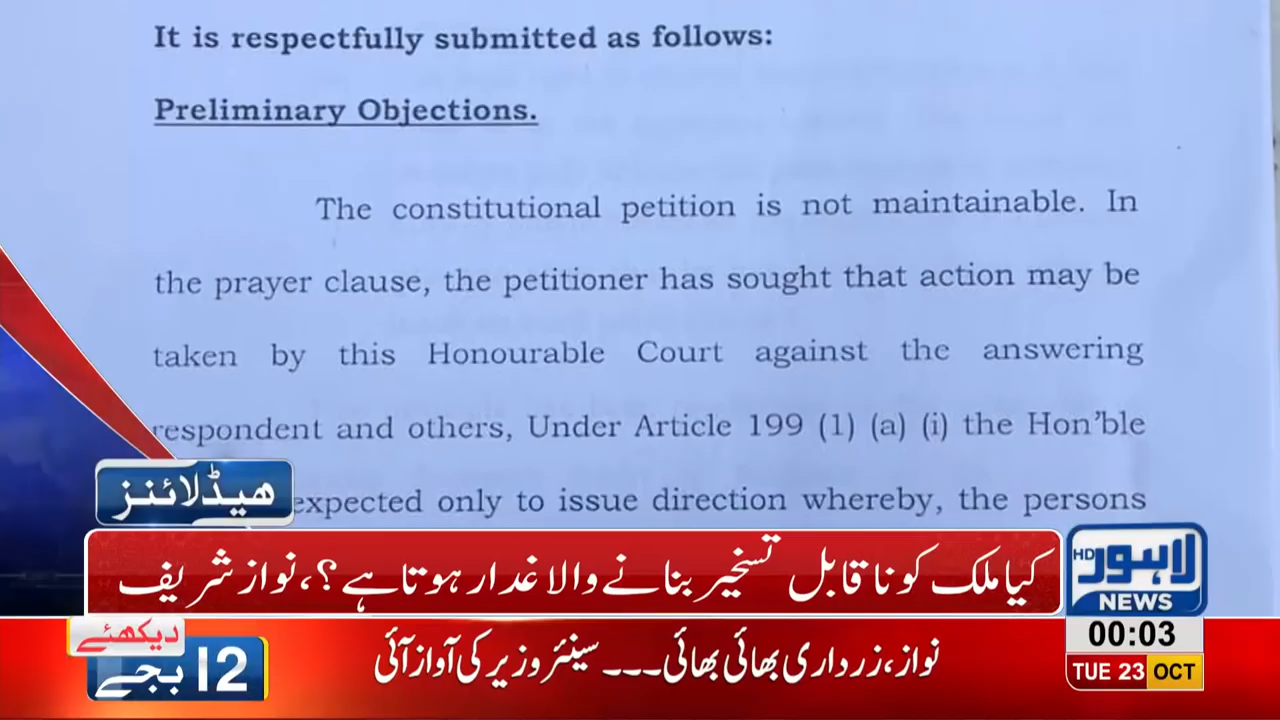 It is respectfully submitted as follows:
Preliminary Objections.
The constitutional petition is not maintainable. In
the prayer clause, the petitioner has sought that action may be
taken by this Honourable Court against the answering
respondent and others, Under Article 199 (1) (a) (i) the Hon'ble
expected only to issue direction whereby, the persons
ہیڈلائنز
کیا ملک کو ناقابل تسخیر بنانے والا غدار ہوتا ہے؟، نواز شریف
HD لاہور
NEWS
00:03
TUE 23 OCT
دیکھئے
12 بجے
نواز، زرداری بھائی بھائی۔۔۔ سینئر وزیر کی آواز آئی